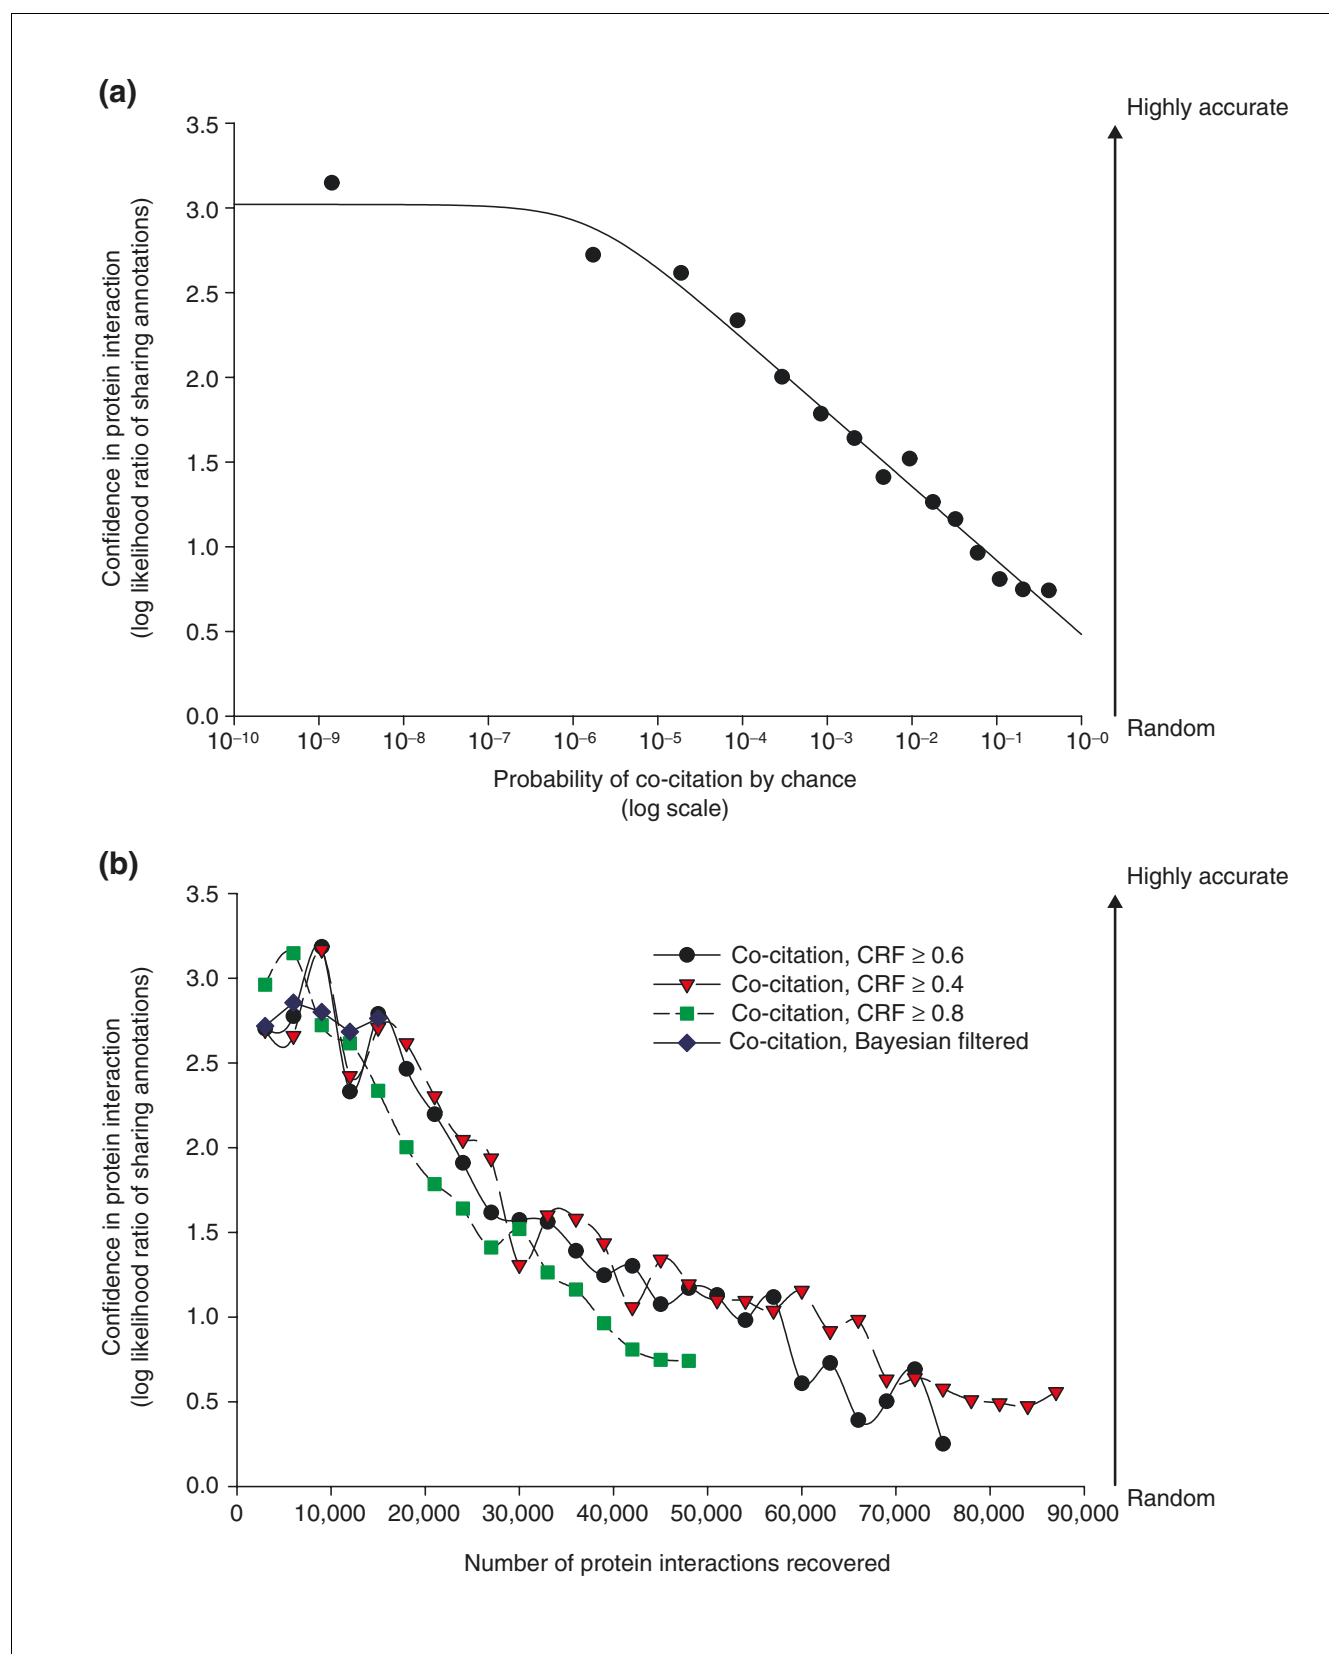 (a)
Highly accurate
3.5
3.0
2.5
2.0
1.5
1.0
0.5
0.0
Confidence in protein interaction
(log likelihood ratio of sharing annotations)
10⁻¹⁰ 10⁻⁹ 10⁻⁸ 10⁻⁷ 10⁻⁶ 10⁻⁵ 10⁻⁴ 10⁻³ 10⁻² 10⁻¹ 10⁻⁰
Random
Probability of co-citation by chance
(log scale)
(b)
Highly accurate
3.5
3.0
2.5
2.0
1.5
1.0
0.5
0.0
Confidence in protein interaction
(log likelihood ratio of sharing annotations)
Co-citation, CRF ≥ 0.6
Co-citation, CRF ≥ 0.4
Co-citation, CRF ≥ 0.8
Co-citation, Bayesian filtered
0 10,000 20,000 30,000 40,000 50,000 60,000 70,000 80,000 90,000
Random
Number of protein interactions recovered